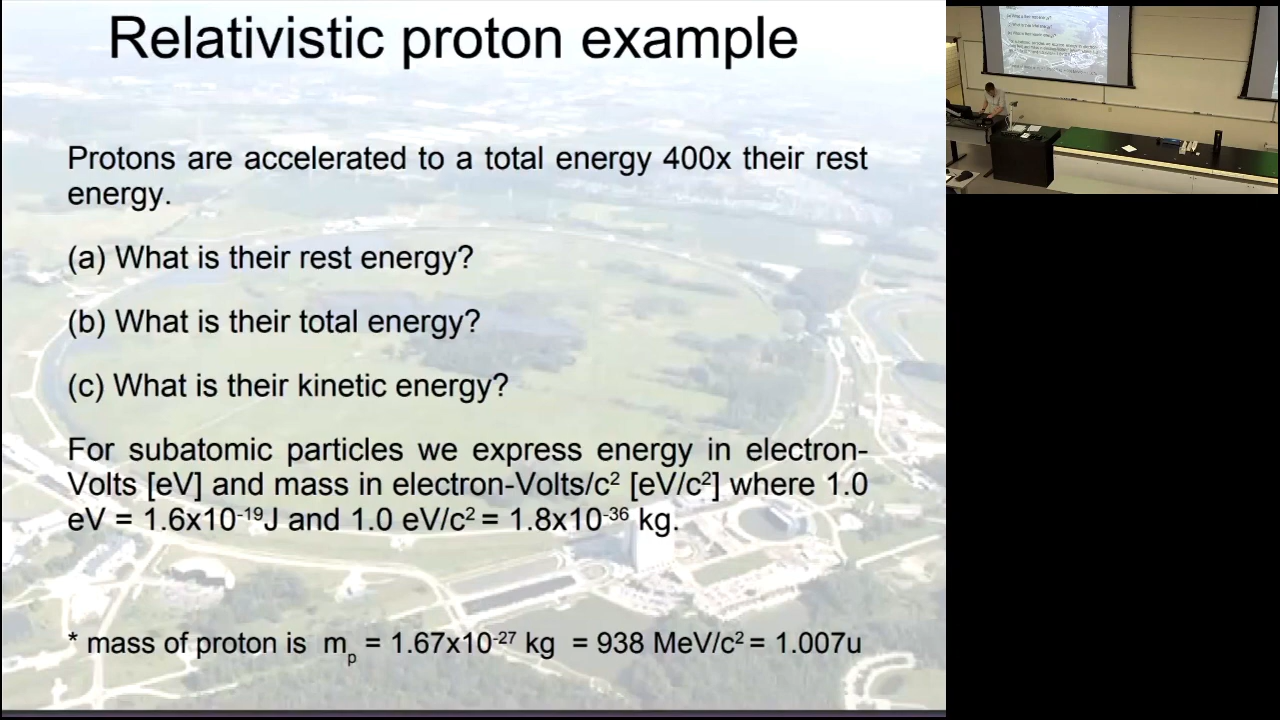 Relativistic proton example
Protons are accelerated to a total energy 400x their rest
energy.
(a) What is their rest energy?
(b) What is their total energy?
(c) What is their kinetic energy?
For subatomic particles we express energy in electron-
Volts [eV] and mass in electron-Volts/c² [eV/c²] where 1.0
eV = 1.6x10⁻¹⁹J and 1.0 eV/c² = 1.8x10⁻³⁶ kg.
* mass of proton is mₚ = 1.67x10⁻²⁷ kg = 938 MeV/c² = 1.007u